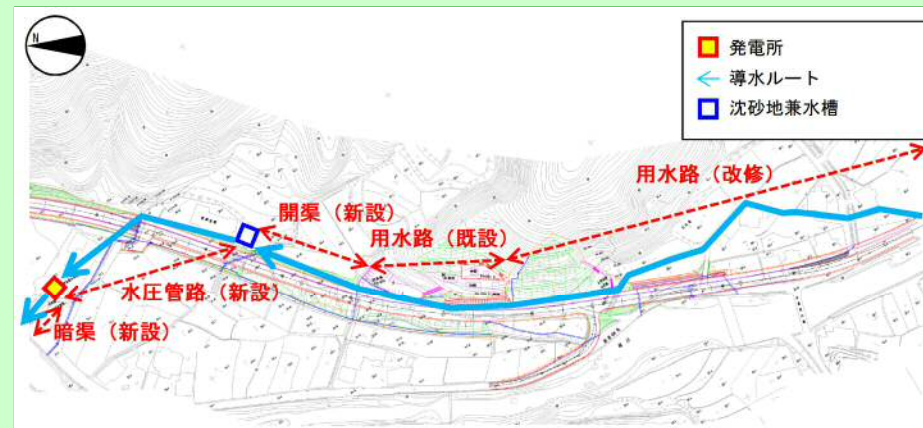 N
発電所
導水ルート
沈砂地兼水槽
用水路（改修）
開渠（新設）
用水路（既設）
水圧管路（新設）
暗渠（新設）